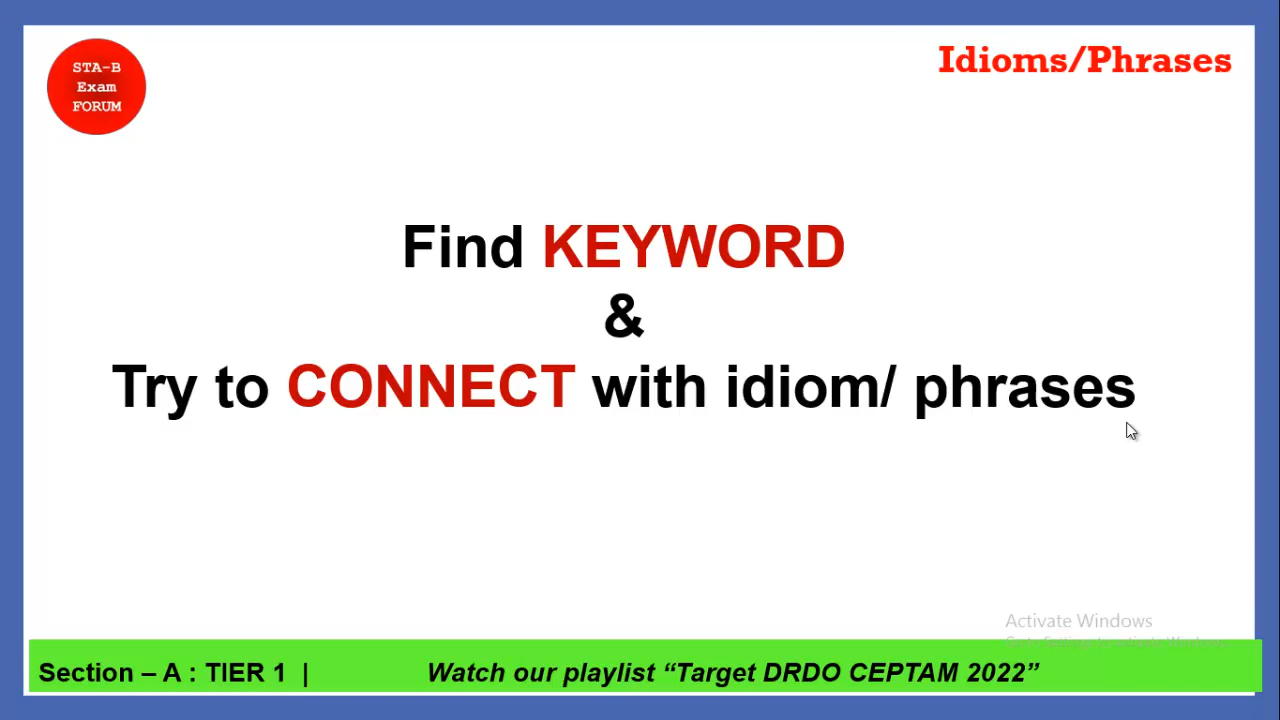 STA-B
Exam
FORUM
Idioms/Phrases
Find KEYWORD
&
Try to CONNECT with idiom/ phrases
Activate Windows
Section – A : TIER 1 | Watch our playlist “Target DRDO CEPTAM 2022”